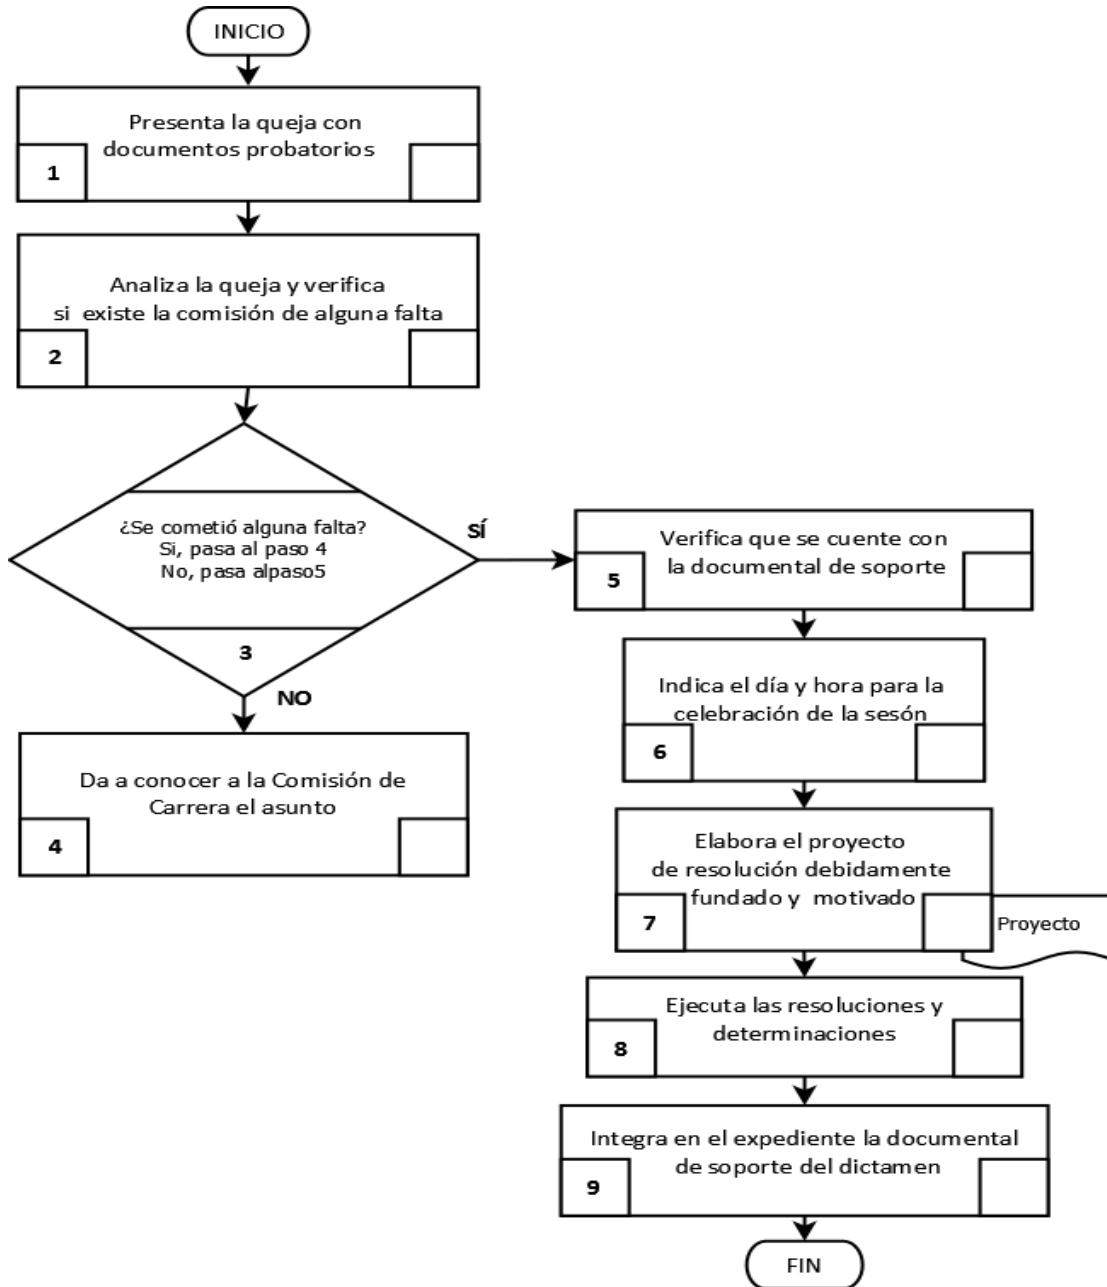 INICIO
Presenta la queja con
documentos probatorios
1
Analiza la queja y verifica
si existe la comisión de alguna falta
2
¿Se cometió alguna falta?
Si, pasa al paso 4
No, pasa alpaso5
3
SÍ
NO
Da a conocer a la Comisión de
Carrera el asunto
4
Verifica que se cuente con
la documental de soporte
5
Indica el día y hora para la
celebración de la sesón
6
Elabora el proyecto
de resolución debidamente
fundado y motivado
7
Proyecto
Ejecuta las resoluciones y
determinaciones
8
Integra en el expediente la documental
de soporte del dictamen
9
FIN